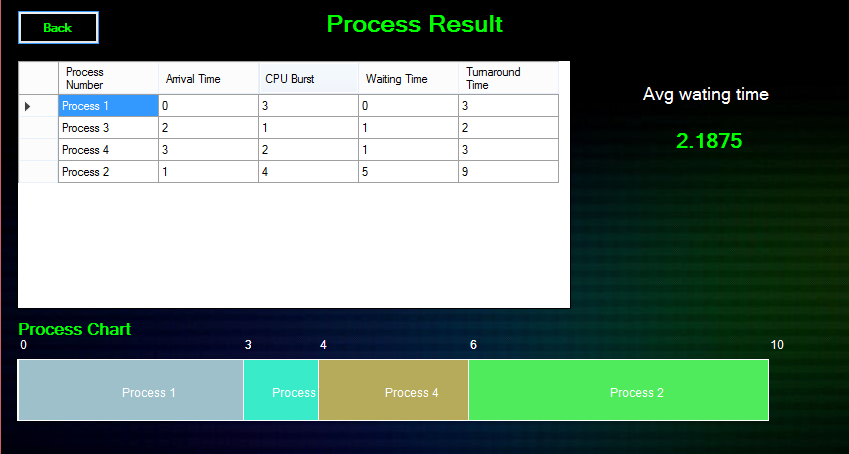 Back
Process Result
Process Number Arrival Time CPU Burst Waiting Time Turnaround Time
Process 1 0 3 0 3
Process 3 2 1 1 2
Process 4 3 2 1 3
Process 2 1 4 5 9
Avg wating time
2.1875
Process Chart
0 3 4 6 10
Process 1 Process Process 4 Process 2